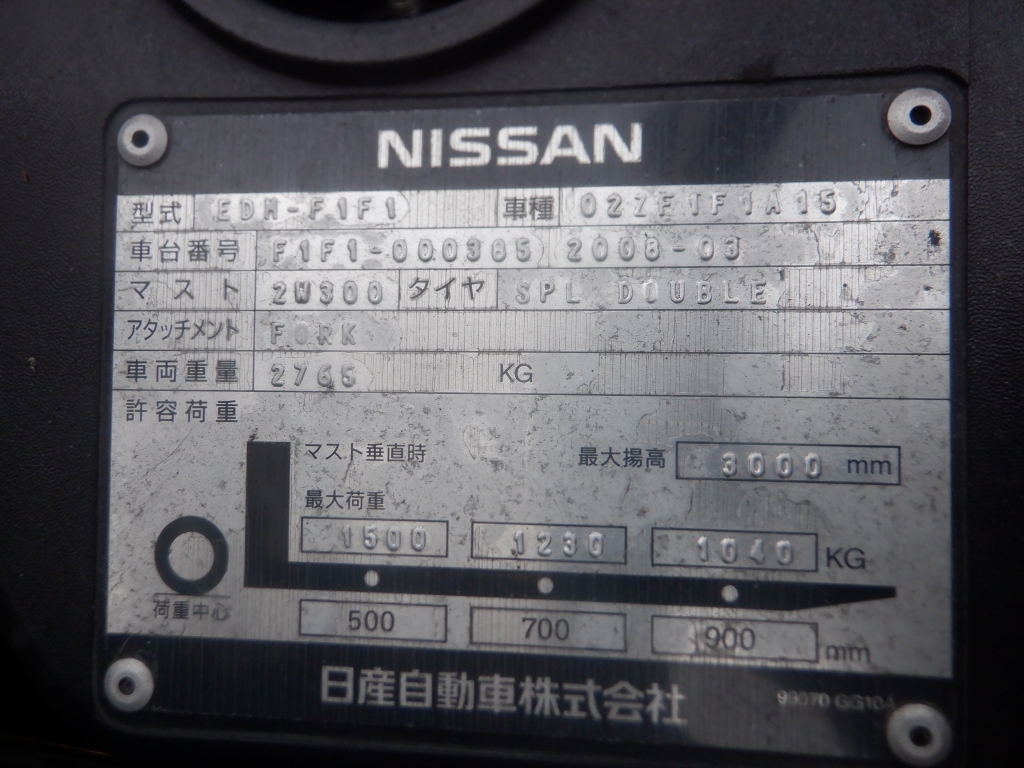 NISSAN
型式 EDM-F1F1 車種 02ZF1F1A15
車台番号 F1F1-000385 2008-03
マスト 2W300 タイヤ SPL DOUBLE
アタッチメント FORK
車両重量 2765 KG
許容荷重
マスト垂直時 最大揚高 3000 mm
最大荷重
1500 1230 1040 KG
荷重中心
500 700 900 mm
日産自動車株式会社 99070 GG10A